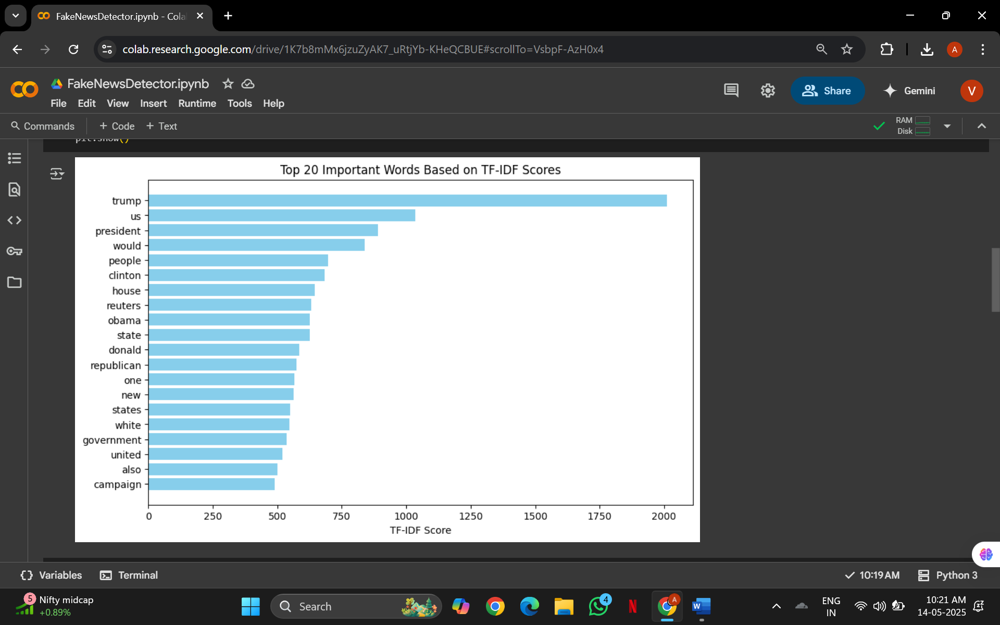 FakeNewsDetector.ipynb - Cola
colab.research.google.com/drive/1K7b8mMx6jzuZyAK7_uRtjYb-KHeQCBUE#scrollTo=VsbpF-AzH0x4
A
FakeNewsDetector.ipynb
File Edit View Insert Runtime Tools Help
Share
Gemini
V
Commands + Code + Text
RAM
Disk
plt.show()
Top 20 Important Words Based on TF-IDF Scores
trump
us
president
would
people
clinton
house
reuters
obama
state
donald
republican
one
new
states
white
government
united
also
campaign
0 250 500 750 1000 1250 1500 1750 2000
TF-IDF Score
{} Variables Terminal
10:19 AM Python 3
5
Nifty midcap
+0.89%
Search
4
N
A
W
ENG
IN
10:21 AM
14-05-2025